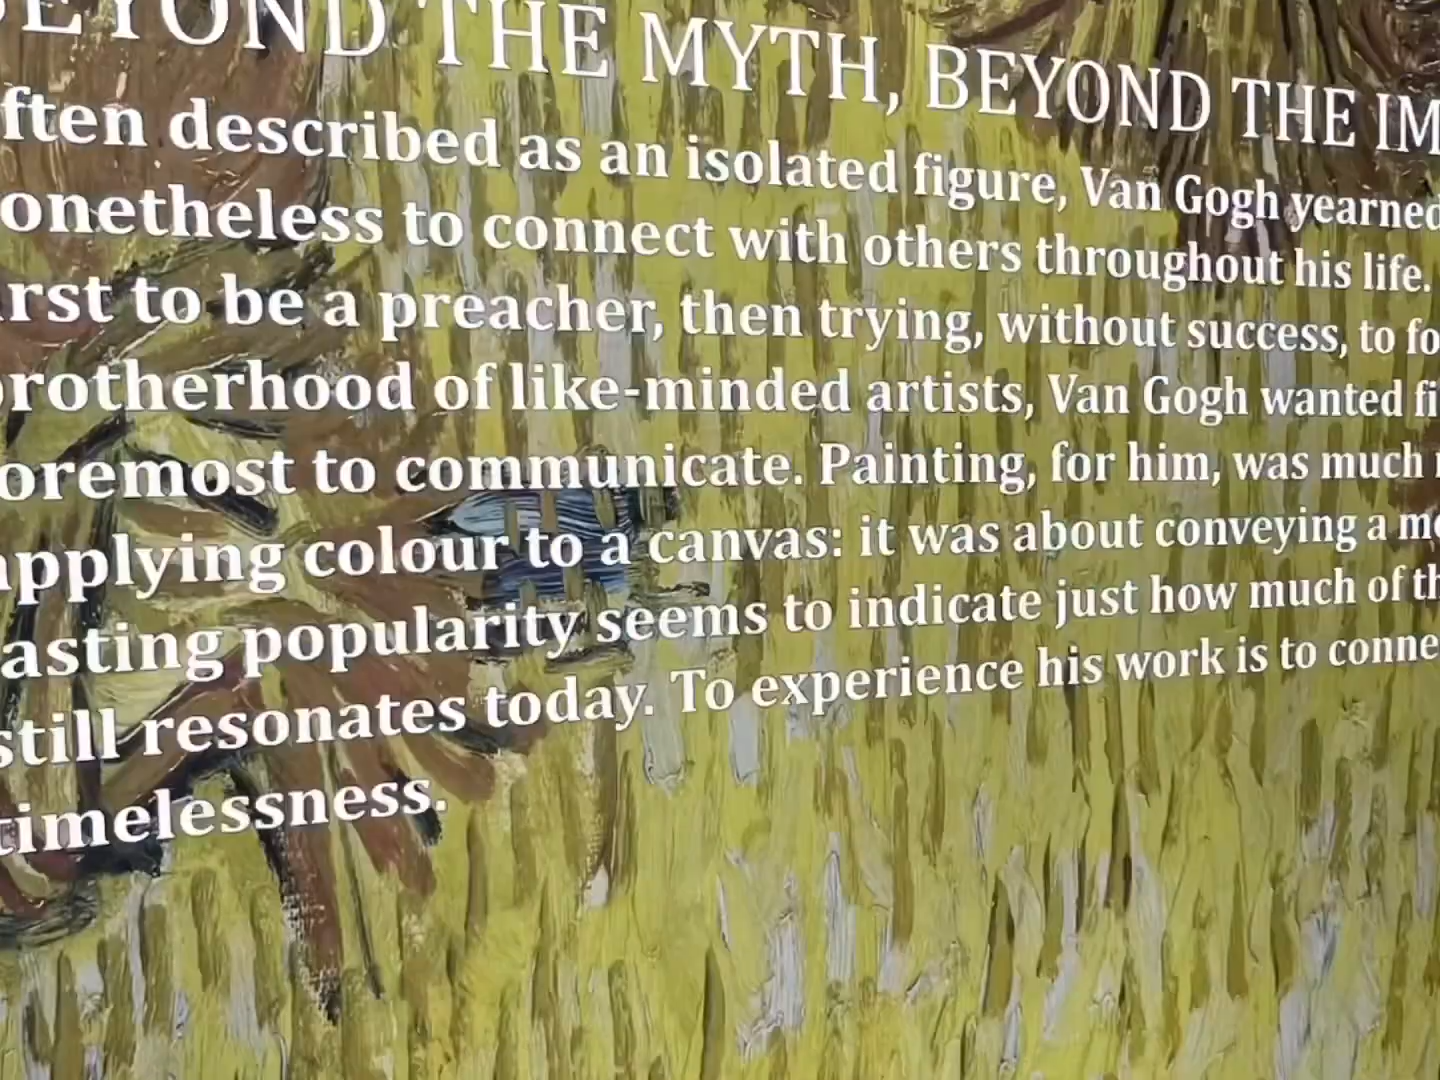 BEYOND THE MYTH, BEYOND THE IM
ften described as an isolated figure, Van Gogh yearned
onetheless to connect with others throughout his life.
rst to be a preacher, then trying, without success, to fo
brotherhood of like-minded artists, Van Gogh wanted fi
oremost to communicate. Painting, for him, was much
applying colour to a canvas: it was about conveying a me
asting popularity seems to indicate just how much of th
still resonates today. To experience his work is to conne
timelessness.